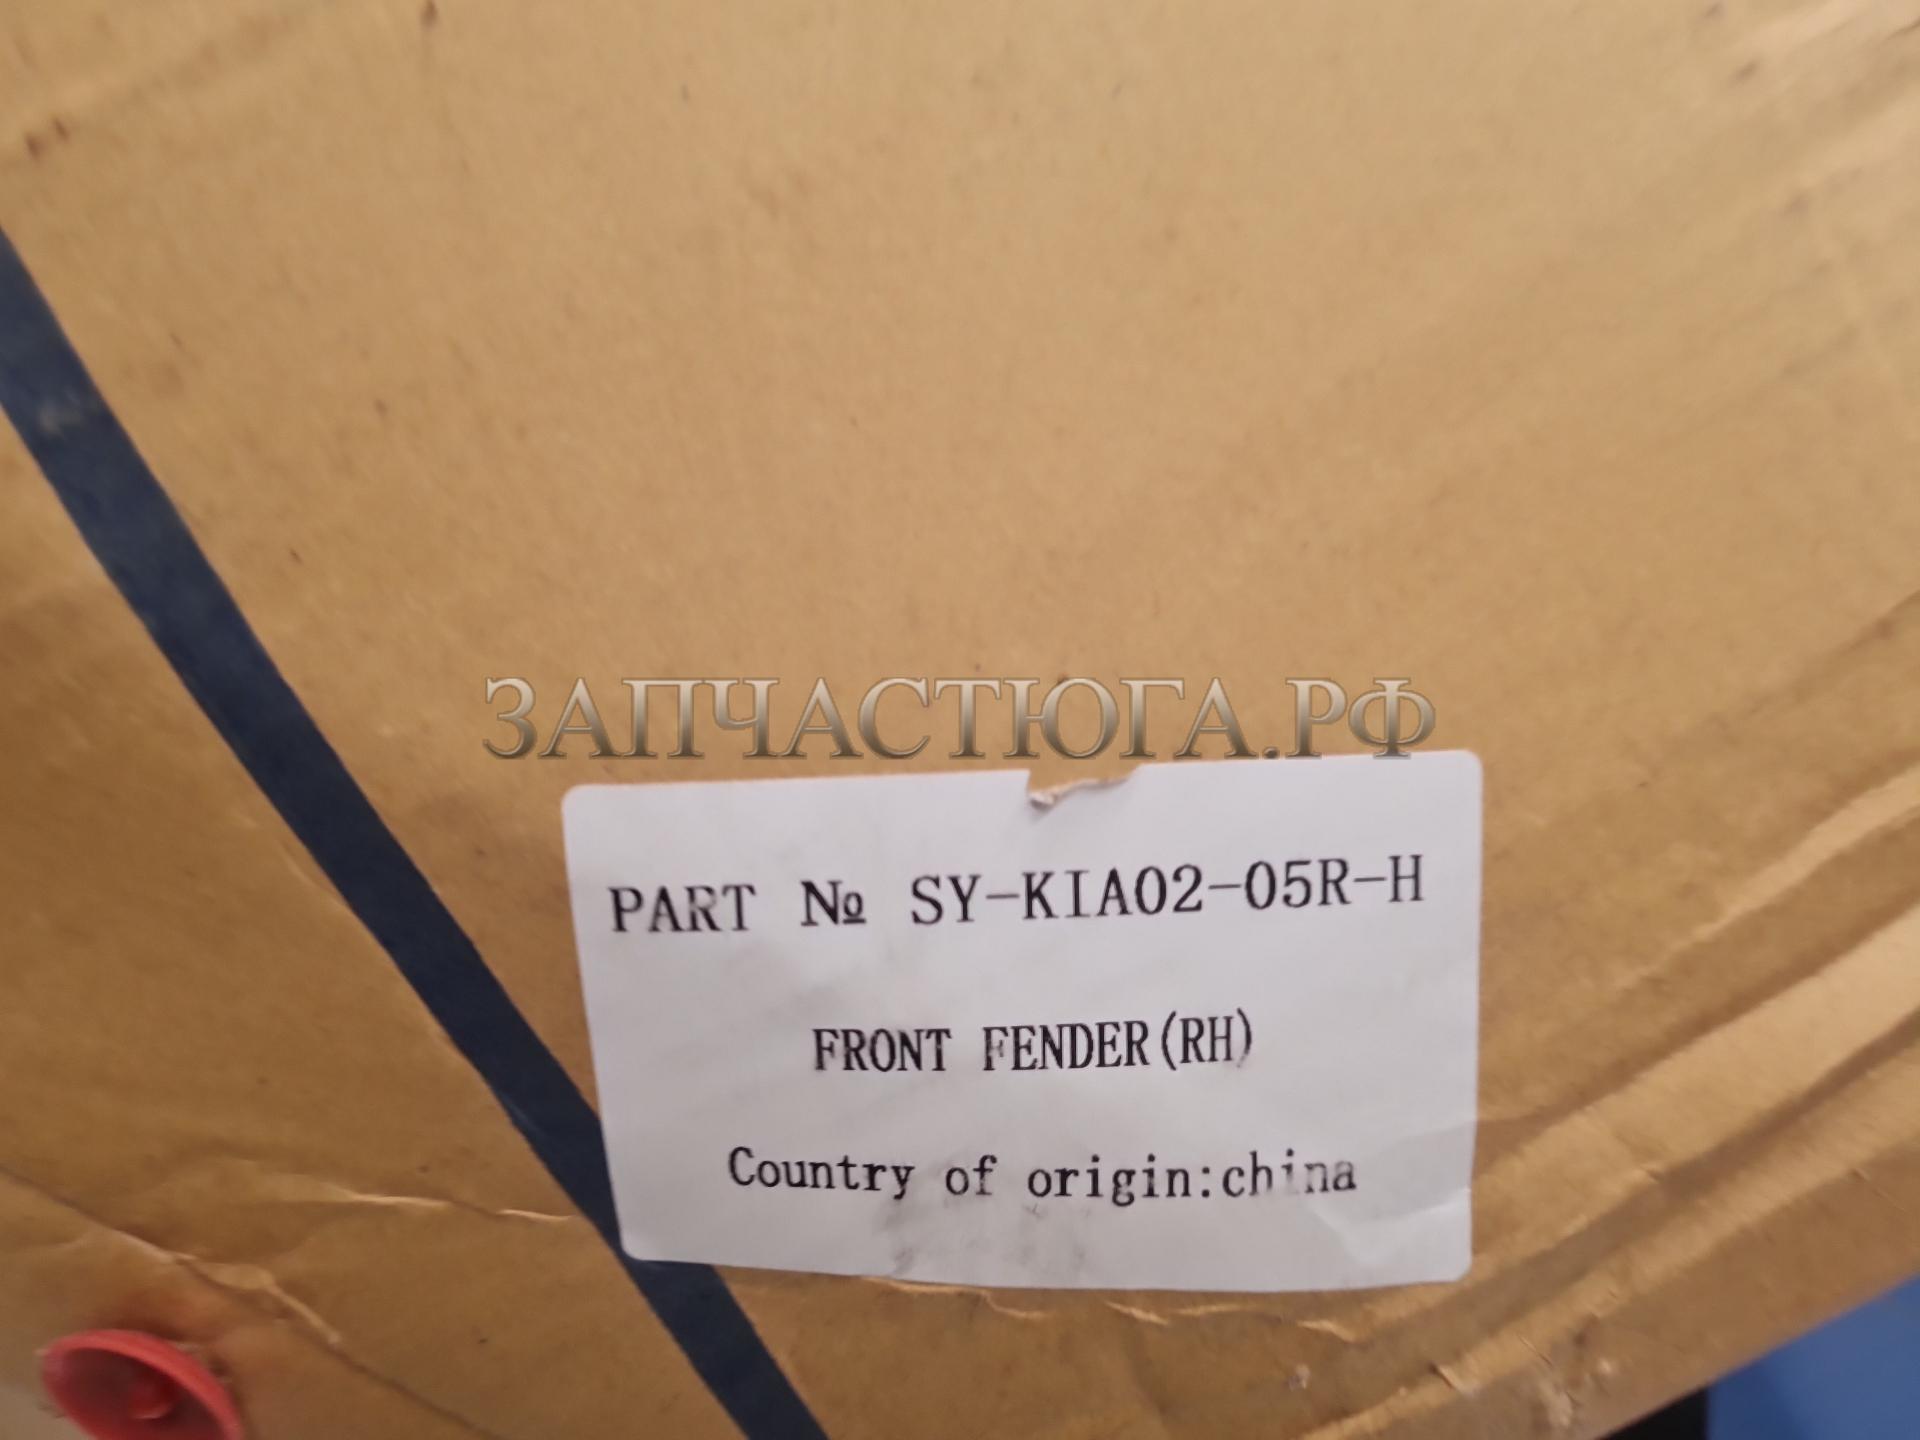 ЗАПЧАСТЮГА.РФ
PART № SY-KIA02-05R-H
FRONT FENDER(RH)
Country of origin:china